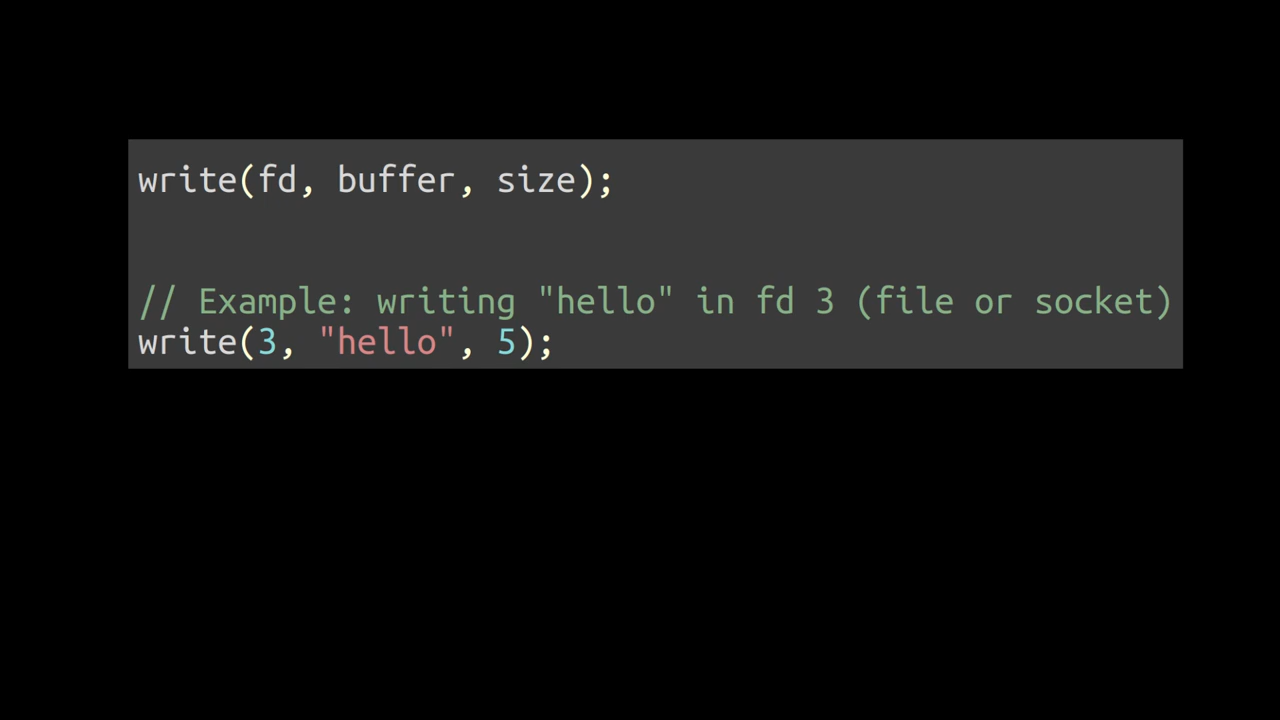 write(fd, buffer, size);
// Example: writing "hello" in fd 3 (file or socket)
write(3, "hello", 5);